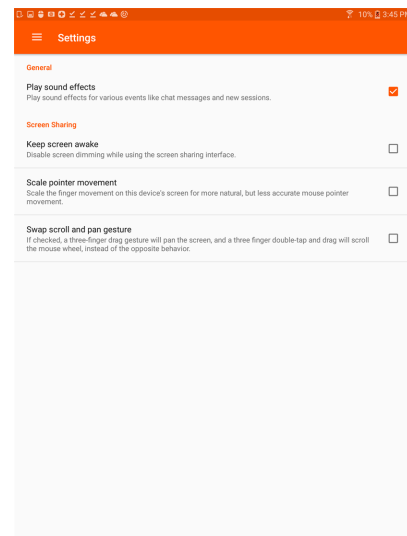 10% 3:45 PM
Settings
General
Play sound effects
Play sound effects for various events like chat messages and new sessions.
Screen Sharing
Keep screen awake
Disable screen dimming while using the screen sharing interface.
Scale pointer movement
Scale the finger movement on this device's screen for more natural, but less accurate mouse pointer
movement.
Swap scroll and pan gesture
If checked, a three-finger drag gesture will pan the screen, and a three finger double-tap and drag will scroll
the mouse wheel, instead of the opposite behavior.